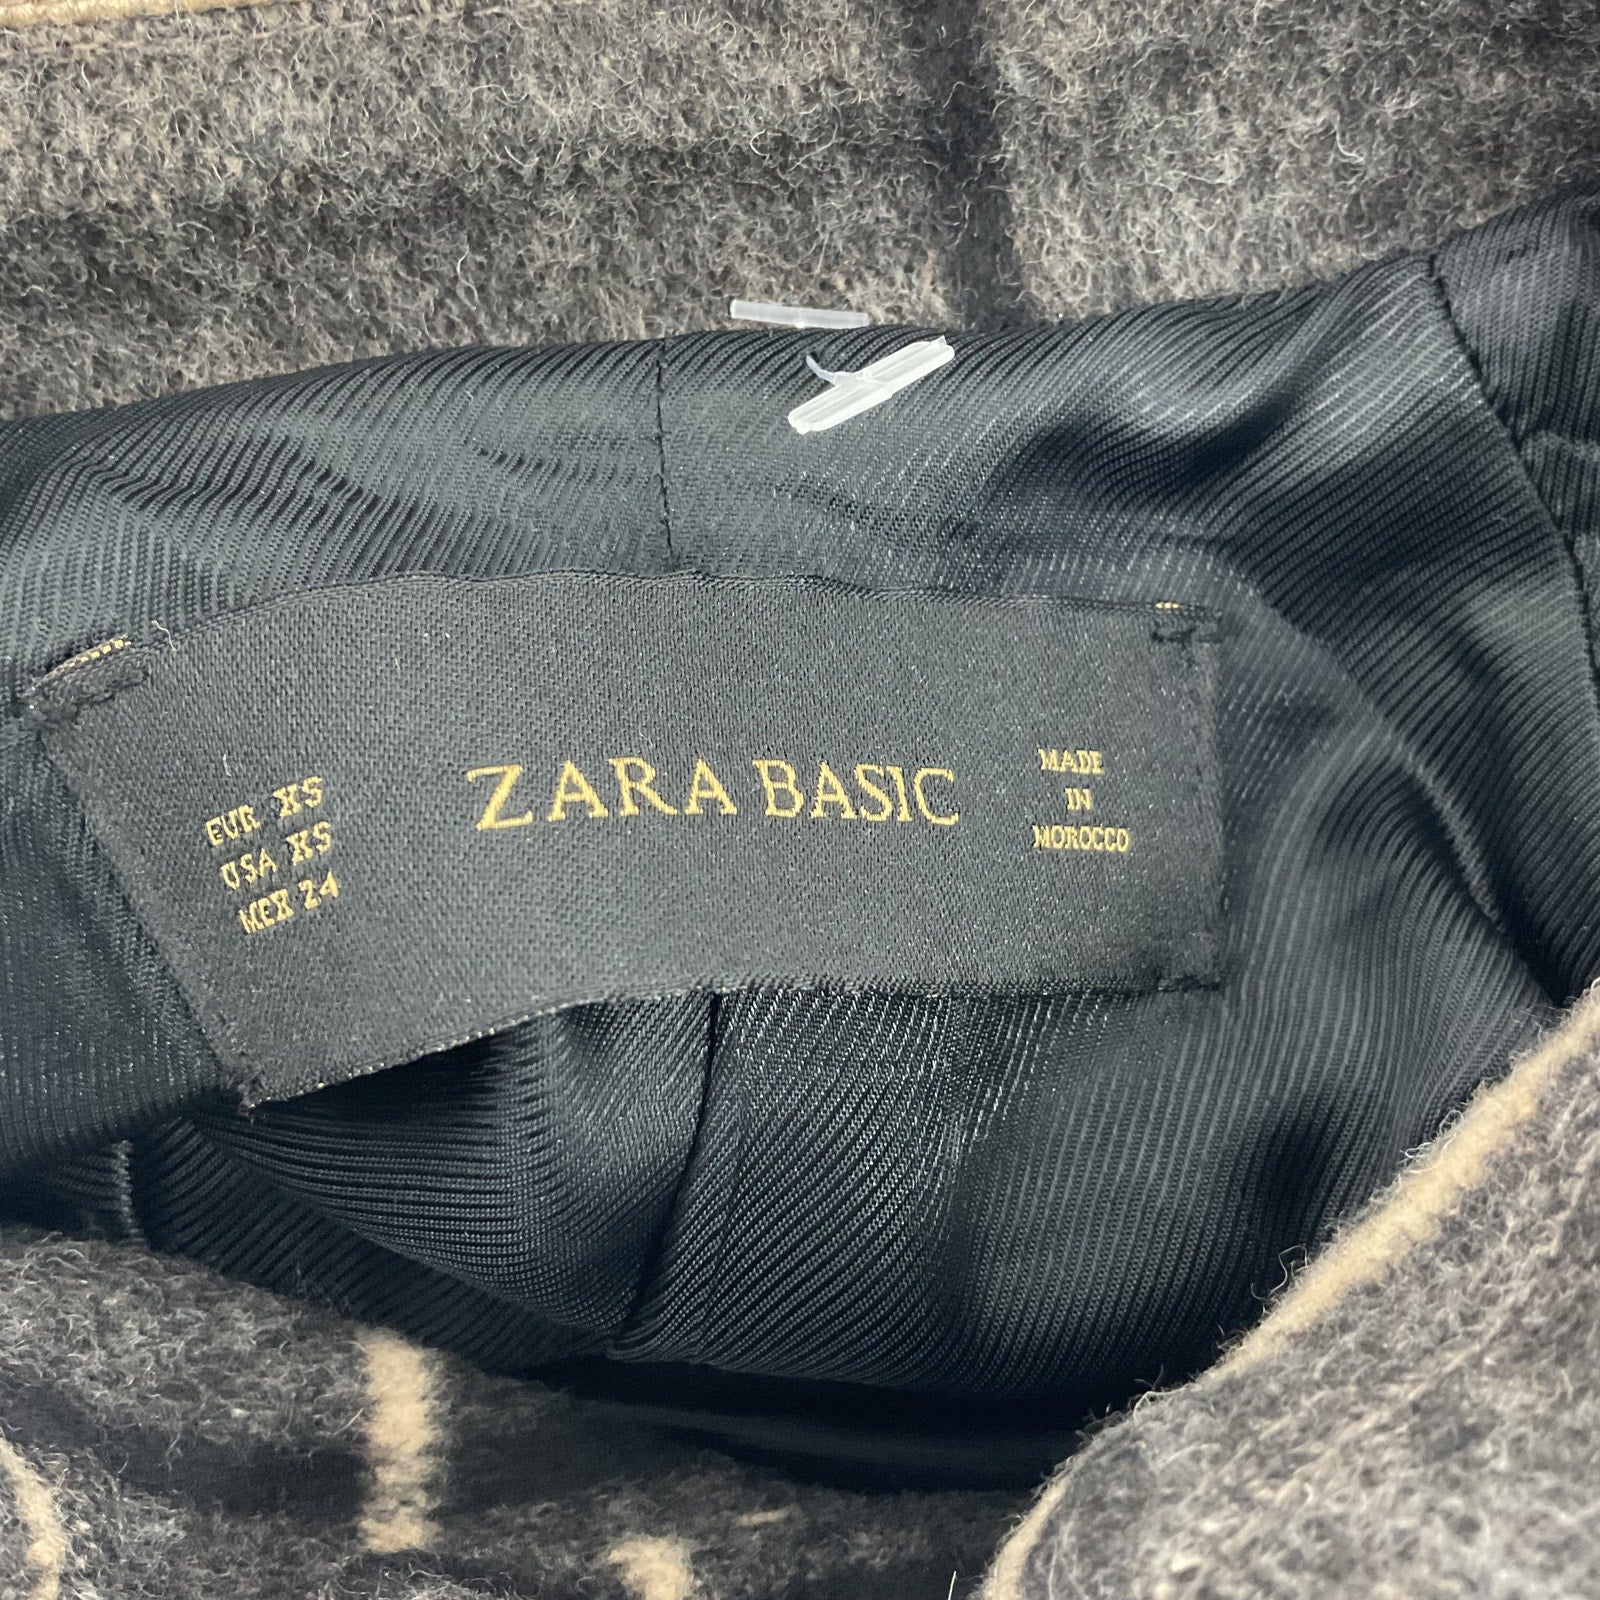 EUR XS
USA XS
MEX 24
ZARA BASIC
MADE
IN
MOROCCO